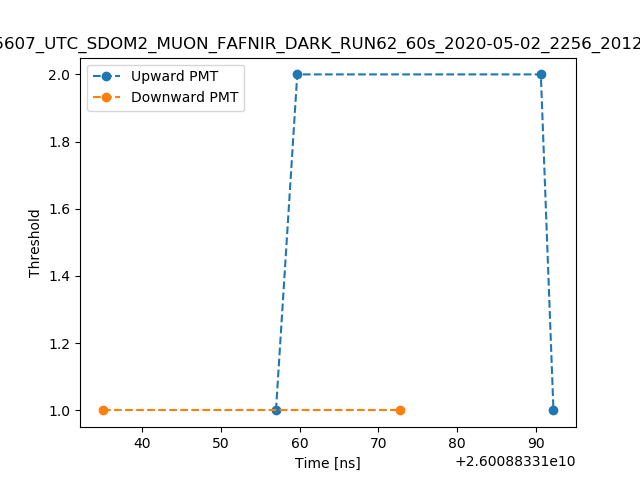 5607_UTC_SDOM2_MUON_FAFNIR_DARK_RUN62_60s_2020-05-02_2256_2012
Upward PMT
Downward PMT
2.0
1.8
1.6
1.4
1.2
1.0
Threshold
40 50 60 70 80 90
Time [ns]
+2.60088331e10